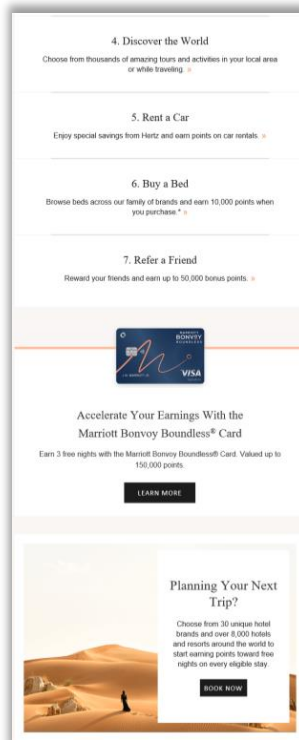 4. Discover the World
Choose from thousands of amazing tours and activities in your local area
or while traveling. »
5. Rent a Car
Enjoy special savings from Hertz and earn points on car rentals. »
6. Buy a Bed
Browse beds across our family of brands and earn 10,000 points when
you purchase.* »
7. Refer a Friend
Reward your friends and earn up to 50,000 bonus points. »
MARRIOTT
BONVOY
BOUNDLESS
VISA
Accelerate Your Earnings With the
Marriott Bonvoy Boundless® Card
Earn 3 free nights with the Marriott Bonvoy Boundless® Card. Valued up to
150,000 points.
LEARN MORE
Planning Your Next
Trip?
Choose from 30 unique hotel
brands and over 8,000 hotels
and resorts around the world to
start earning points toward free
nights on every eligible stay.
BOOK NOW